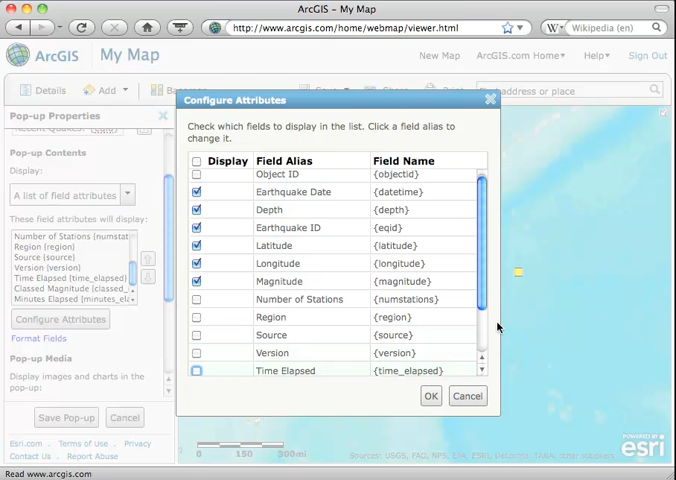 ArcGIS - My Map
http://www.arcgis.com/home/webmap/viewer.html
Wikipedia (en)
ArcGIS
My Map
New Map
ArcGIS.com Home
Help
Sign Out
Details
Add
address or place
Pop-up Properties
Pop-up Contents
Display:
A list of field attributes
These field attributes will display:
Number of Stations {numstat
Region {region}
Source {source}
Version {version}
Time Elapsed {time_elapsed}
Classed Magnitude {classed_
Minutes Elapsed {minutes_el
Configure Attributes
Format Fields
Pop-up Media
Display images and charts in the
pop-up:
Save Pop-up
Cancel
Esri.com
Terms of Use
Privacy
Contact Us
Report Abuse
Configure Attributes
Check which fields to display in the list. Click a field alias to
change it.
Display
Field Alias
Field Name
Object ID
{objectid}
Earthquake Date
{datetime}
Depth
{depth}
Earthquake ID
{eqid}
Latitude
{latitude}
Longitude
{longitude}
Magnitude
{magnitude}
Number of Stations
{numstations}
Region
{region}
Source
{source}
Version
{version}
Time Elapsed
{time_elapsed}
OK
Cancel
0
150
300mi
POWERED BY
esri
Read www.arcgis.com